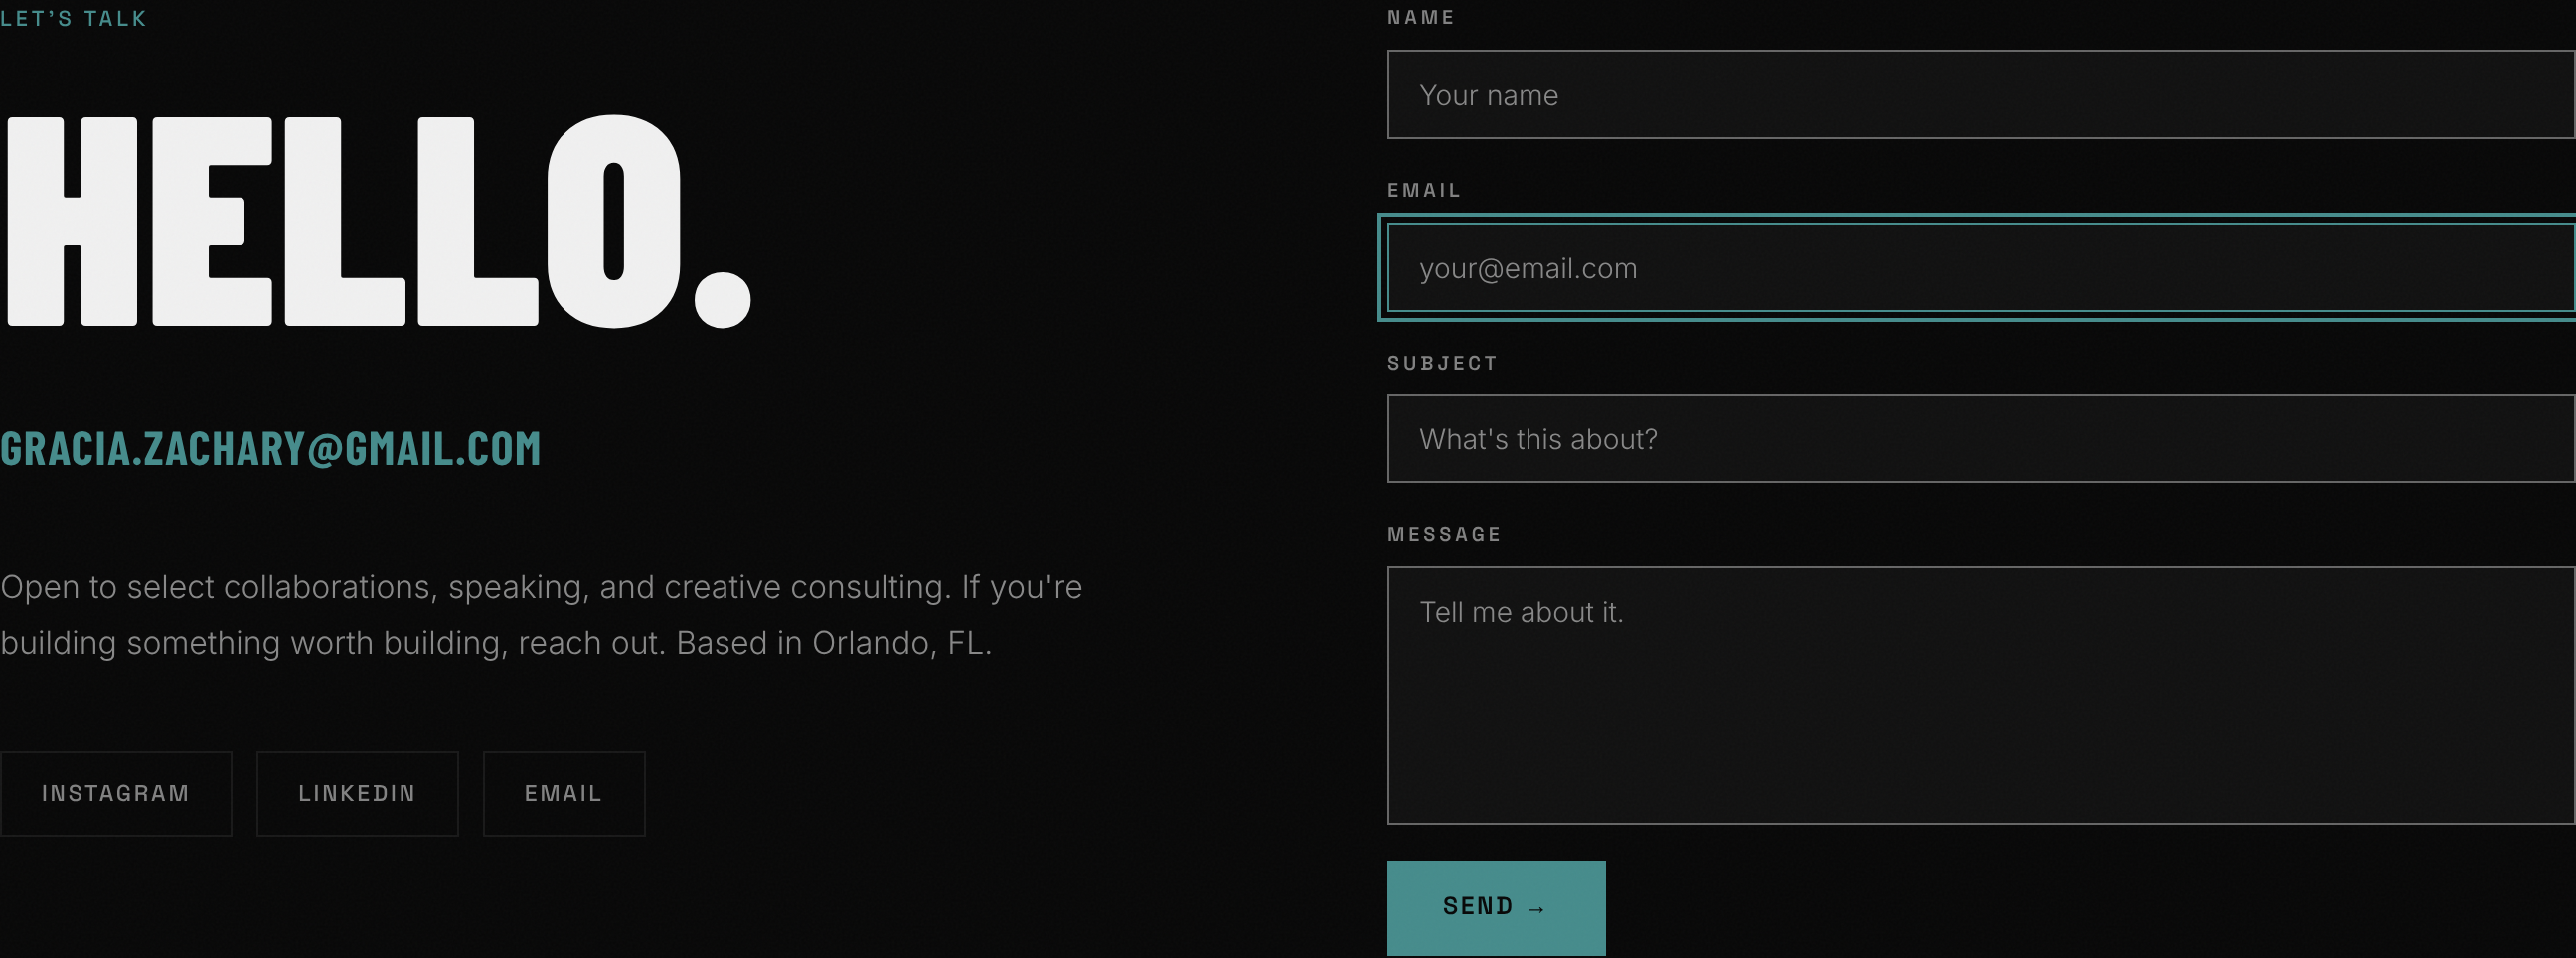 LET'S TALK
HELLO.
GRACIA.ZACHARY@GMAIL.COM
Open to select collaborations, speaking, and creative consulting. If you're
building something worth building, reach out. Based in Orlando, FL.
INSTAGRAM
LINKEDIN
EMAIL
NAME
Your name
EMAIL
your@email.com
SUBJECT
What's this about?
MESSAGE
Tell me about it.
SEND →